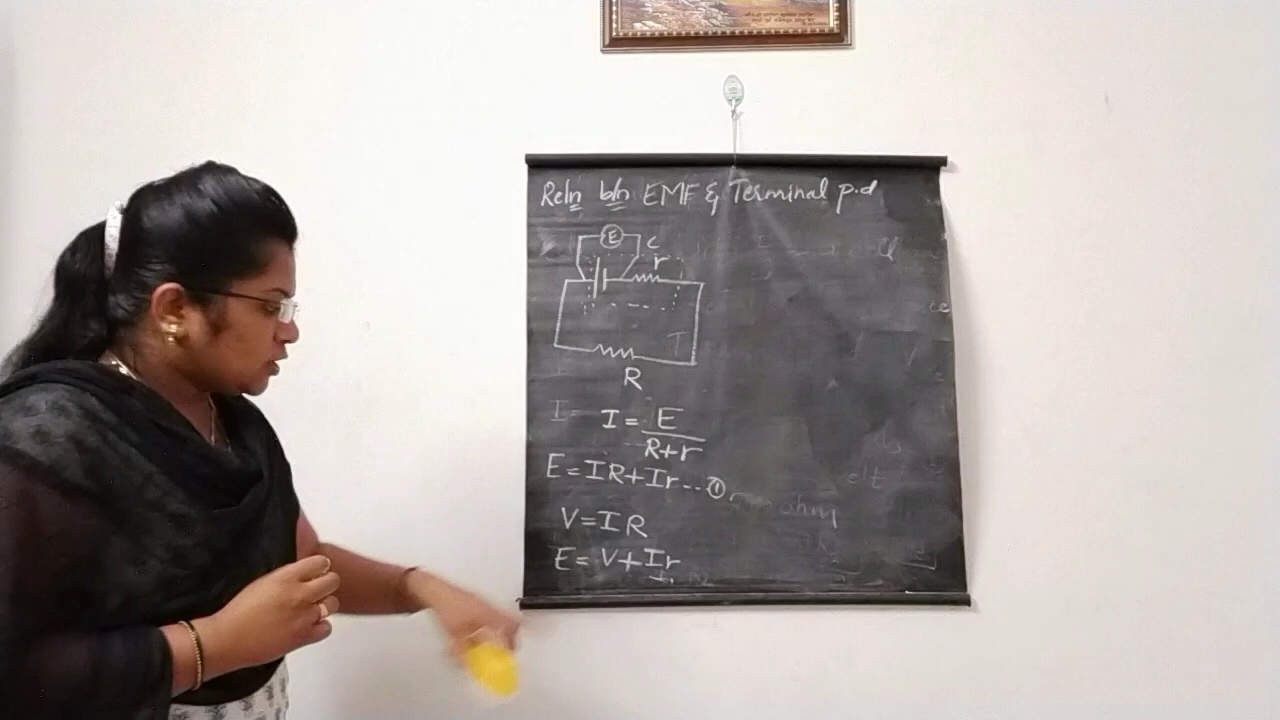 Reln b/n EMF & Terminal p.d
E C
r
R
I = E
R+r
E = IR + Ir -- ①
V = IR
E = V + Ir